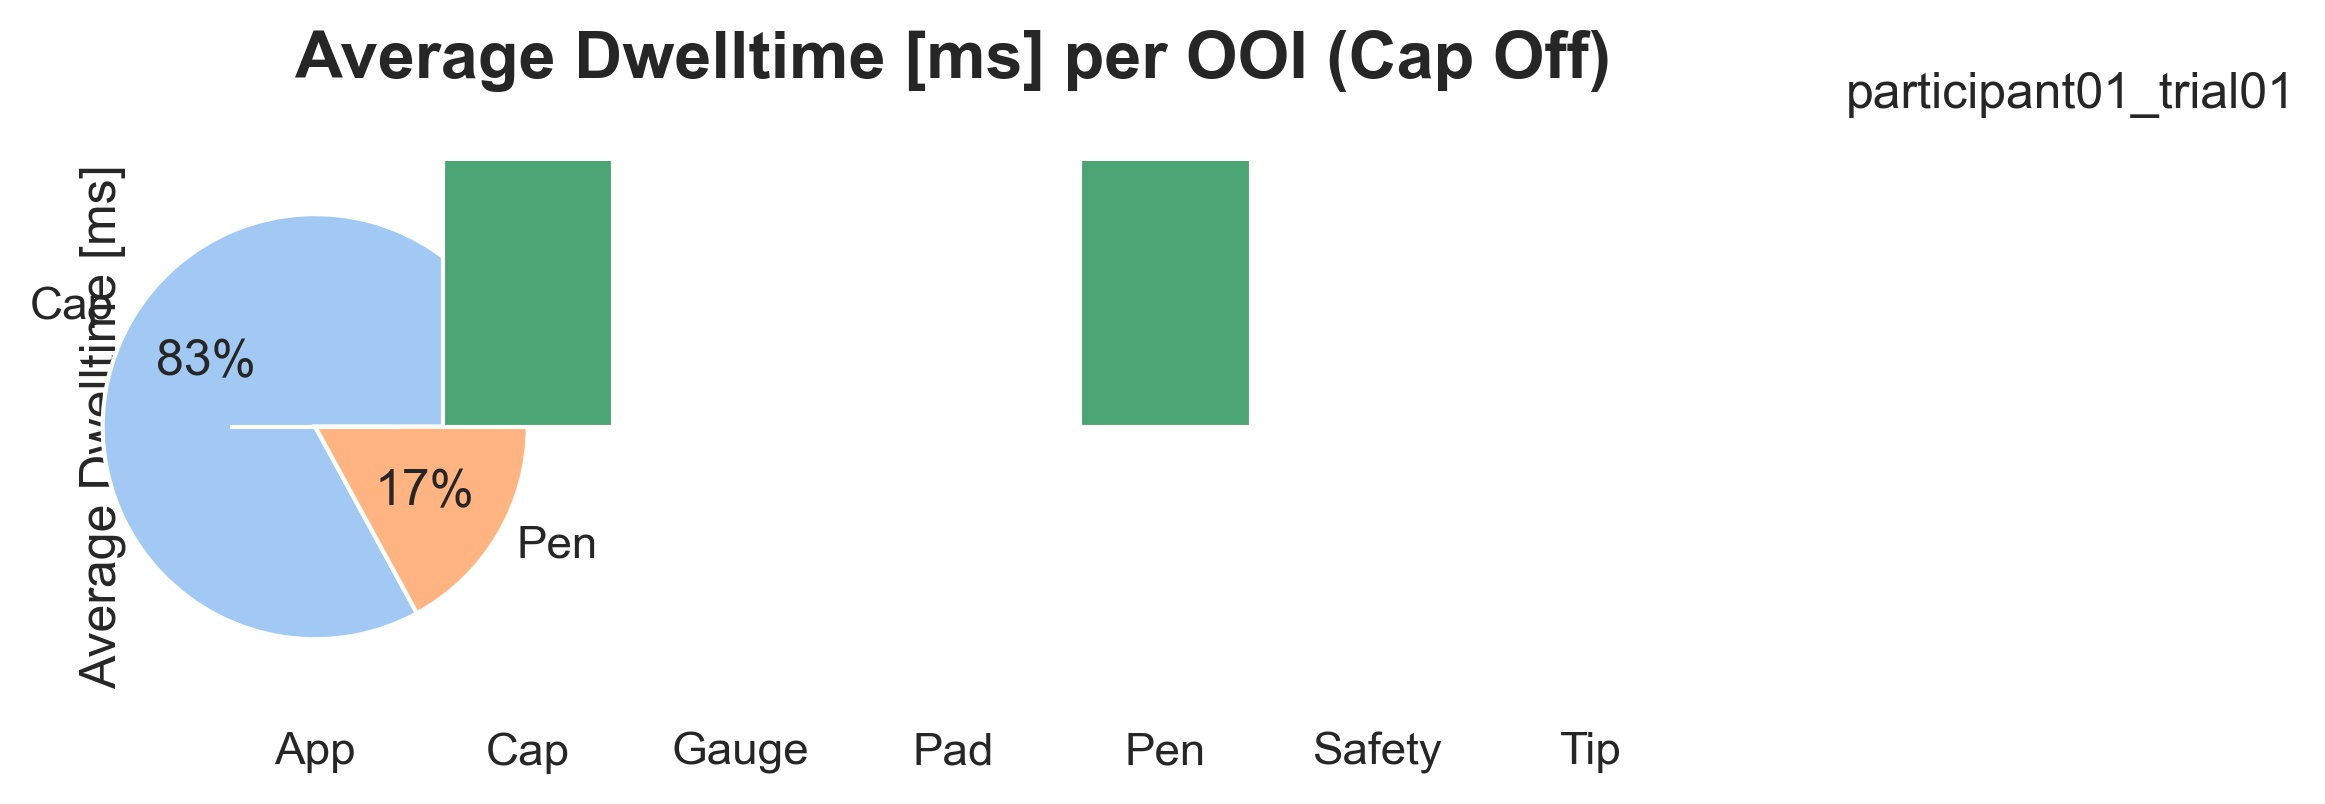 Average Dwelltime [ms] per OOI (Cap Off)
participant01_trial01
Average Dwelltime [ms]
Cap
83%
17%
Pen
App
Cap
Gauge
Pad
Pen
Safety
Tip